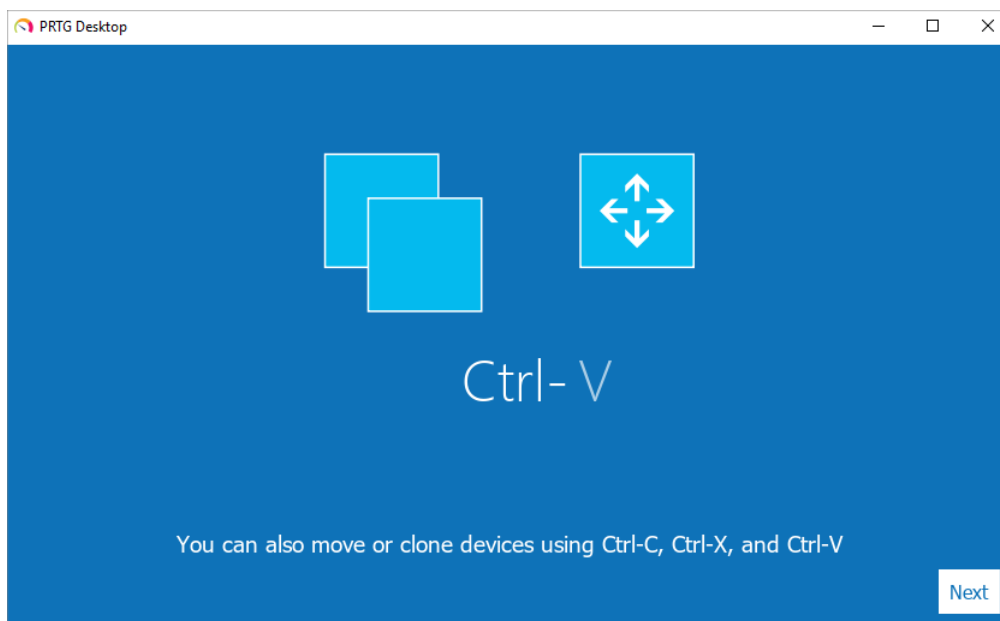 PRTG Desktop
Ctrl- V
You can also move or clone devices using Ctrl-C, Ctrl-X, and Ctrl-V
Next